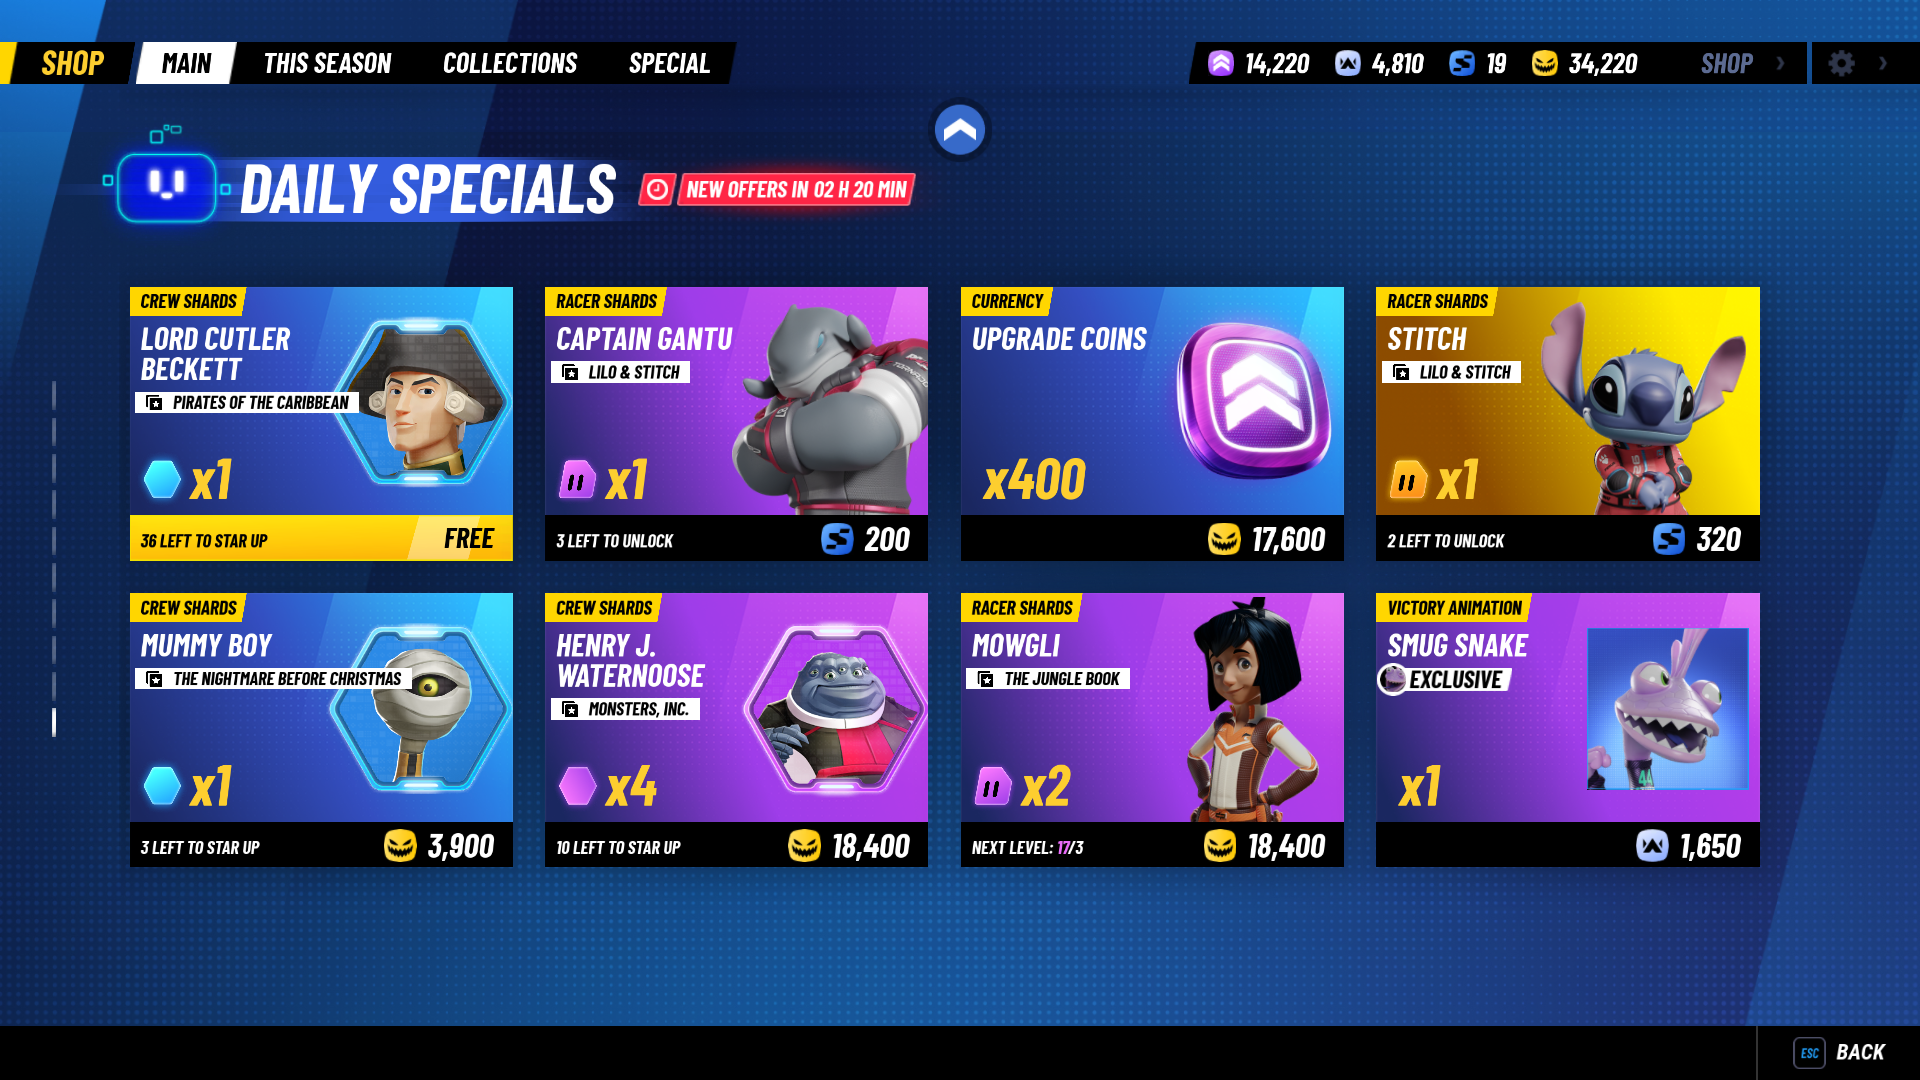 SHOP MAIN THIS SEASON COLLECTIONS SPECIAL 14,220 4,810 19 34,220 SHOP
DAILY SPECIALS NEW OFFERS IN 02 H 20 MIN
CREW SHARDS
LORD CUTLER
BECKETT
PIRATES OF THE CARIBBEAN
x1
36 LEFT TO STAR UP FREE
RACER SHARDS
CAPTAIN GANTU
LILO & STITCH
x1
3 LEFT TO UNLOCK 200
CURRENCY
UPGRADE COINS
x400
17,600
RACER SHARDS
STITCH
LILO & STITCH
x1
2 LEFT TO UNLOCK 320
CREW SHARDS
MUMMY BOY
THE NIGHTMARE BEFORE CHRISTMAS
x1
3 LEFT TO STAR UP 3,900
CREW SHARDS
HENRY J.
WATERNOOSE
MONSTERS, INC.
x4
10 LEFT TO STAR UP 18,400
RACER SHARDS
MOWGLI
THE JUNGLE BOOK
x2
NEXT LEVEL: 17/3 18,400
VICTORY ANIMATION
SMUG SNAKE
EXCLUSIVE
44
x1
1,650
ESC BACK